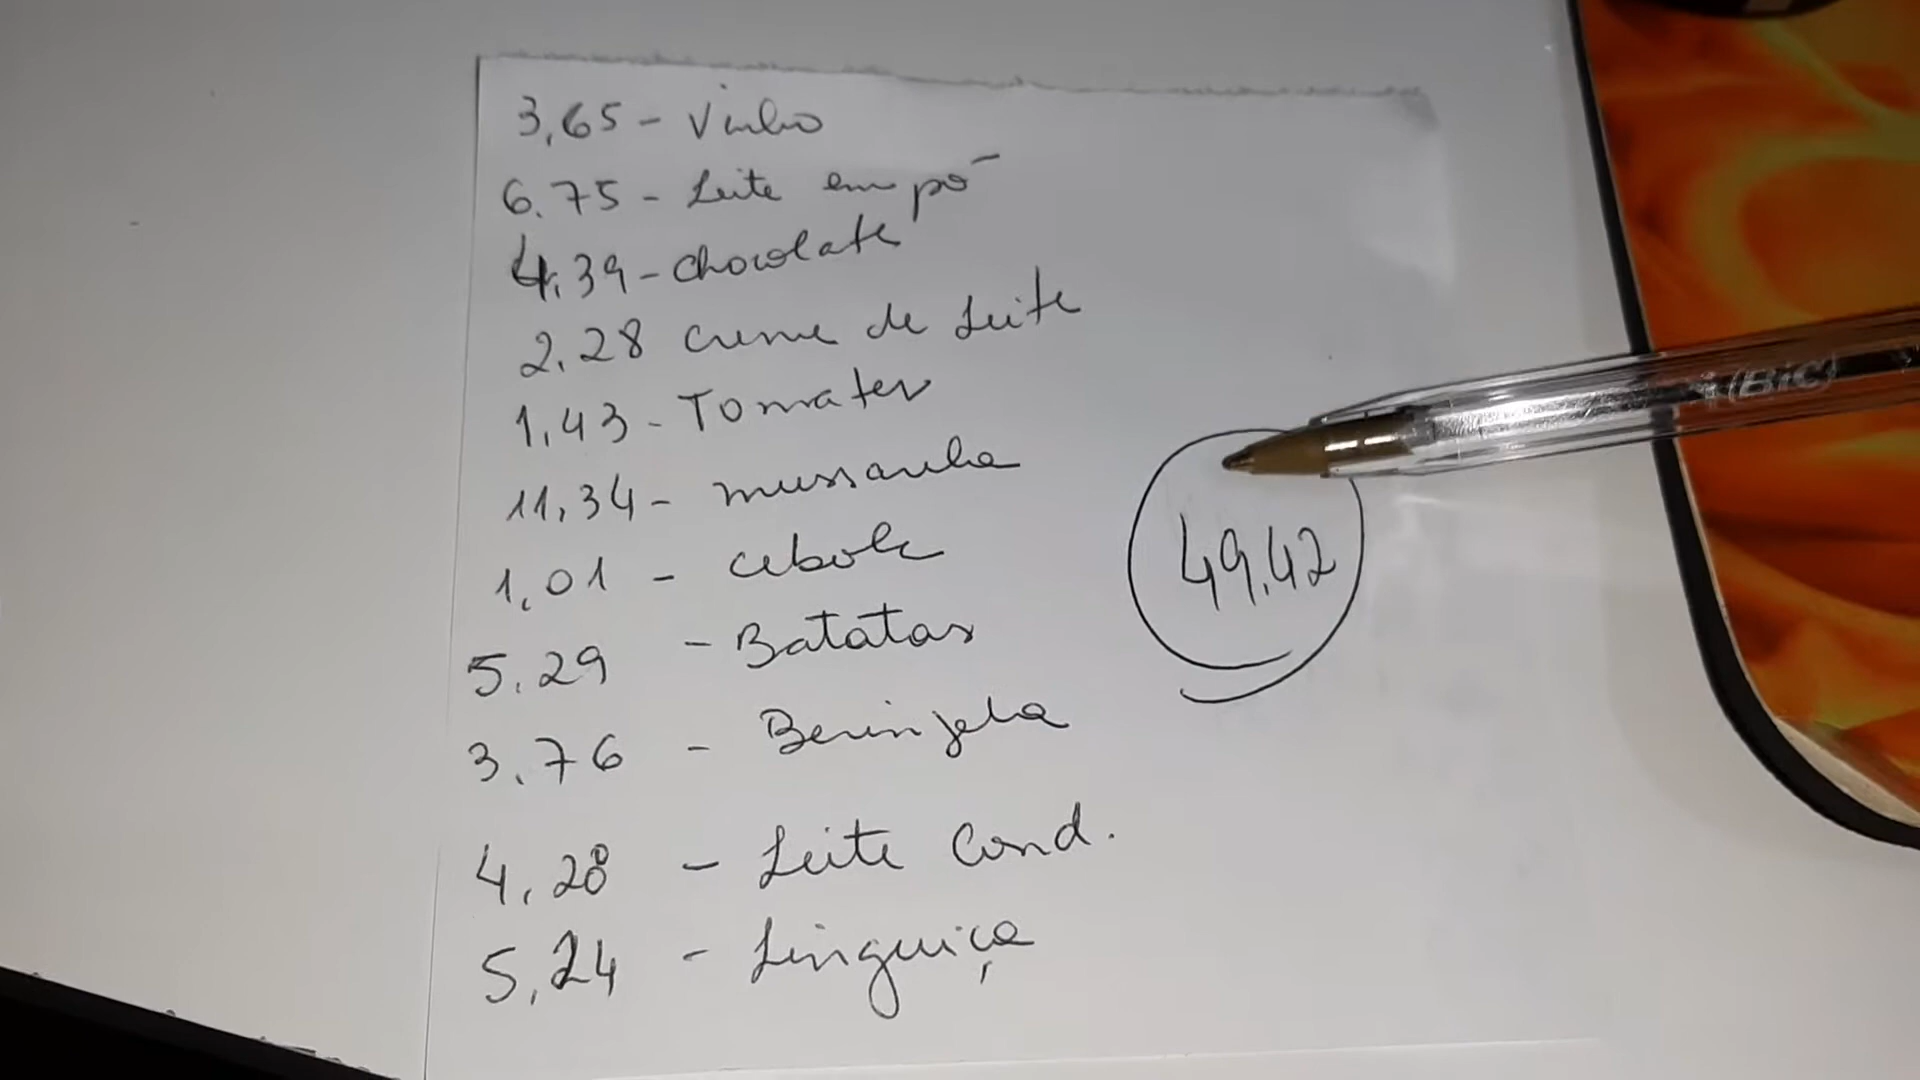 3,65 - Vinho
6.75 - Leite em pó
4,39 - chocolate
2,28 creme de Leite
1,43 - Tomates
11,34 - mussarela
1,01 - cebola
5,29 - Batatas
3,76 - Berinjela
4,28 - Leite Cond.
5,24 - Linguiça
49,42
(BIC)